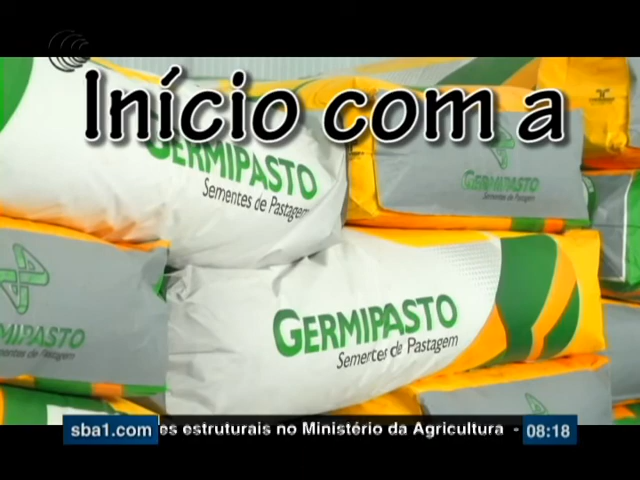 Início com a
GERMIPASTO
Sementes de Pastagem
GERMIPASTO
GERMIPASTO
Sementes de Pastagem
GERMIPASTO
Sementes de Pastagem
sba1.com
es estruturais no Ministério da Agricultura -
08:18